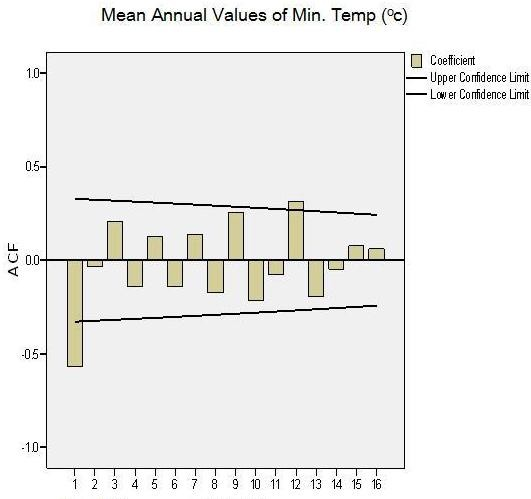 Mean Annual Values of Min. Temp (ºc)
Coefficient
Upper Confidence Limit
Lower Confidence Limit
1.0
0.5
0.0
-0.5
-1.0
ACF
1 2 3 4 5 6 7 8 9 10 11 12 13 14 15 16